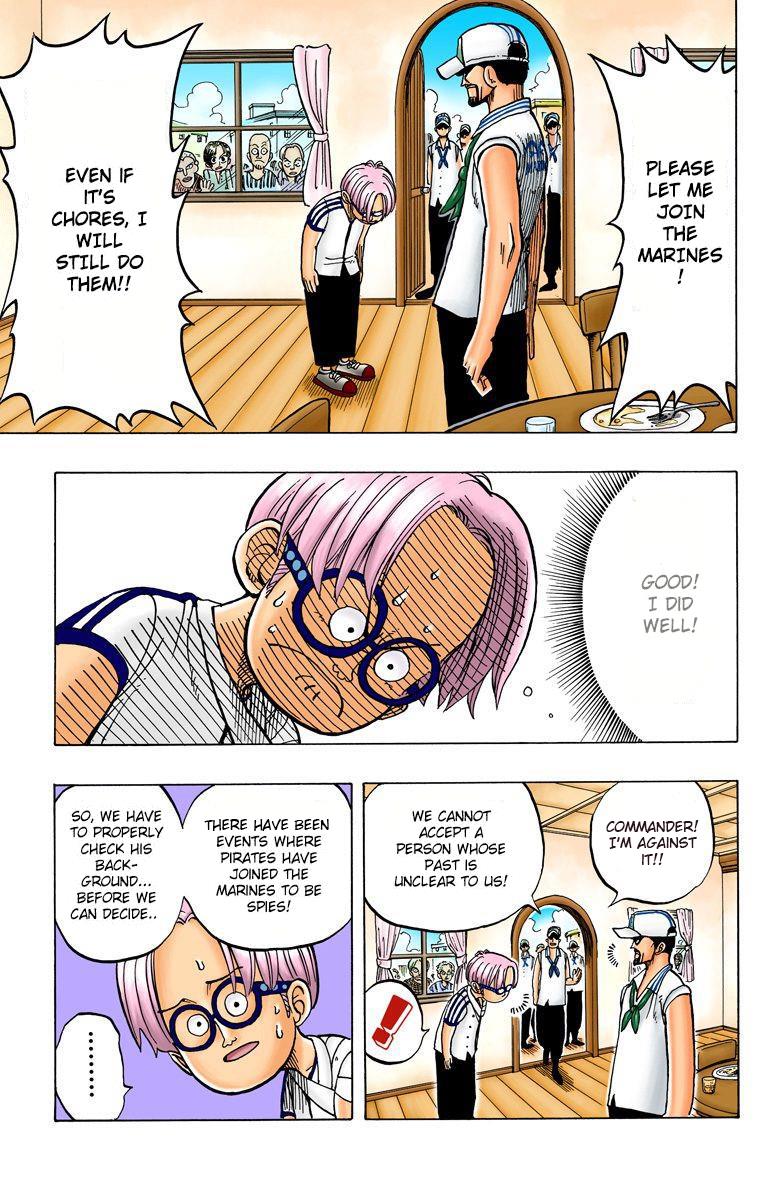 PLEASE
LET ME
JOIN
THE
MARINES
!
EVEN IF
IT'S
CHORES, I
WILL
STILL DO
THEM!!
GOOD!
I DID
WELL!
COMMANDER!
I'M AGAINST
IT!!
WE CANNOT
ACCEPT A
PERSON WHOSE
PAST IS
UNCLEAR TO US!
!
THERE HAVE BEEN
EVENTS WHERE
PIRATES HAVE
JOINED THE
MARINES TO BE
SPIES!
SO, WE HAVE
TO PROPERLY
CHECK HIS
BACK-
GROUND...
BEFORE WE
CAN DECIDE..
........